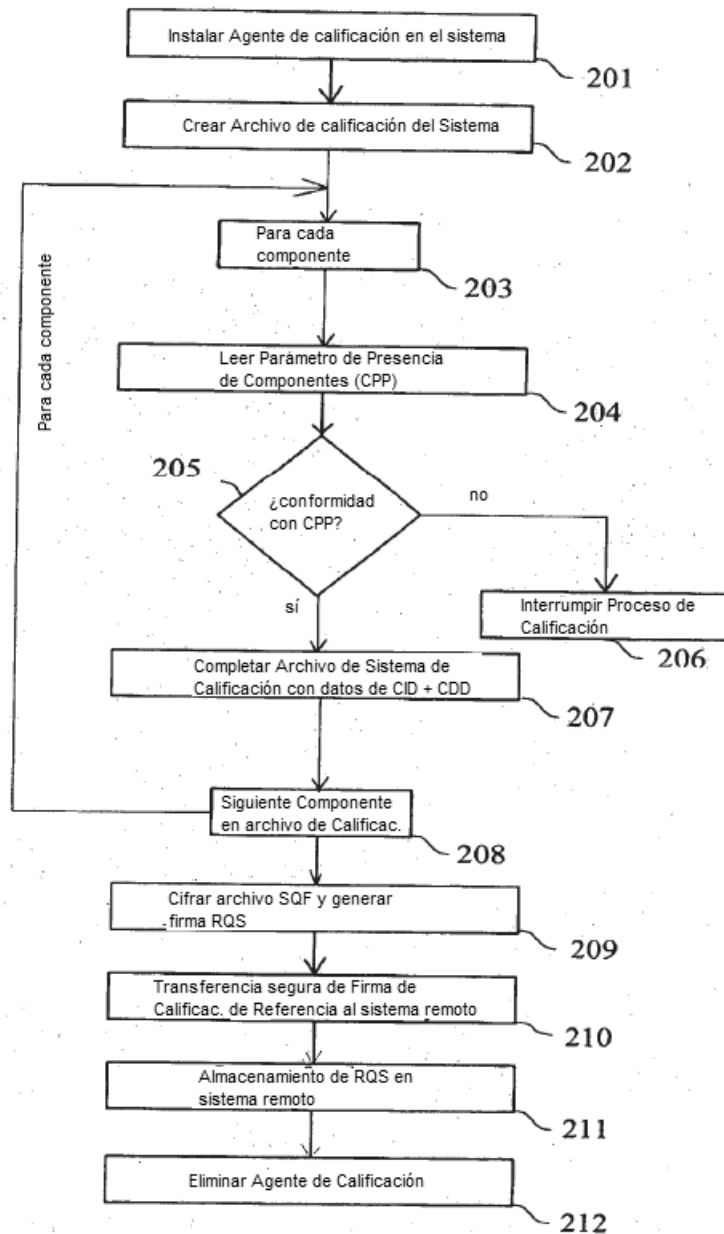 Instalar Agente de calificación en el sistema
201
Crear Archivo de calificación del Sistema
202
Para cada componente
Para cada
componente
203
Leer Parámetro de Presencia
de Componentes (CPP)
204
205
¿conformidad
con CPP?
no
sí
Interrumpir Proceso de
Calificación
206
Completar Archivo de Sistema de
Calificación con datos de CID + CDD
207
Siguiente Componente
en archivo de Calificac.
208
Cifrar archivo SQF y generar
firma RQS
209
Transferencia segura de Firma de
Calificac. de Referencia al sistema remoto
210
Almacenamiento de RQS en
sistema remoto
211
Eliminar Agente de Calificación
212